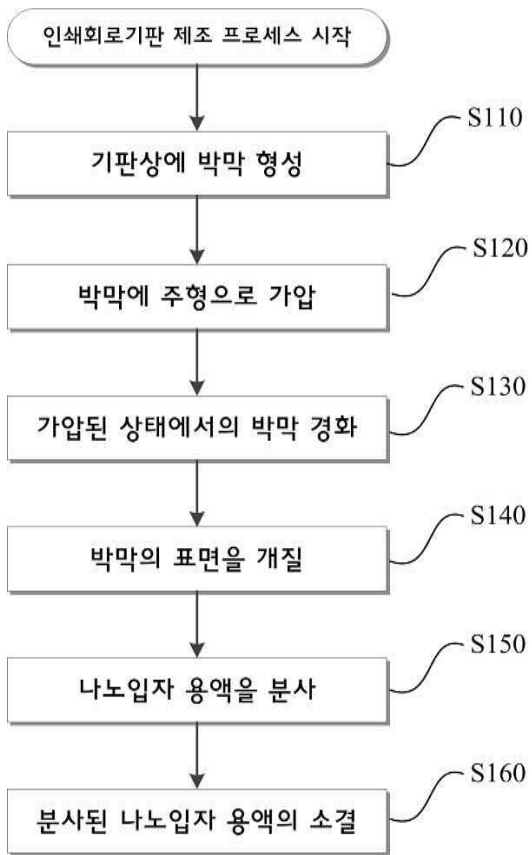 인쇄회로기판 제조 프로세스 시작
S110
기판상에 박막 형성
S120
박막에 주형으로 가압
S130
가압된 상태에서의 박막 경화
S140
박막의 표면을 개질
S150
나노입자 용액을 분사
S160
분사된 나노입자 용액의 소결